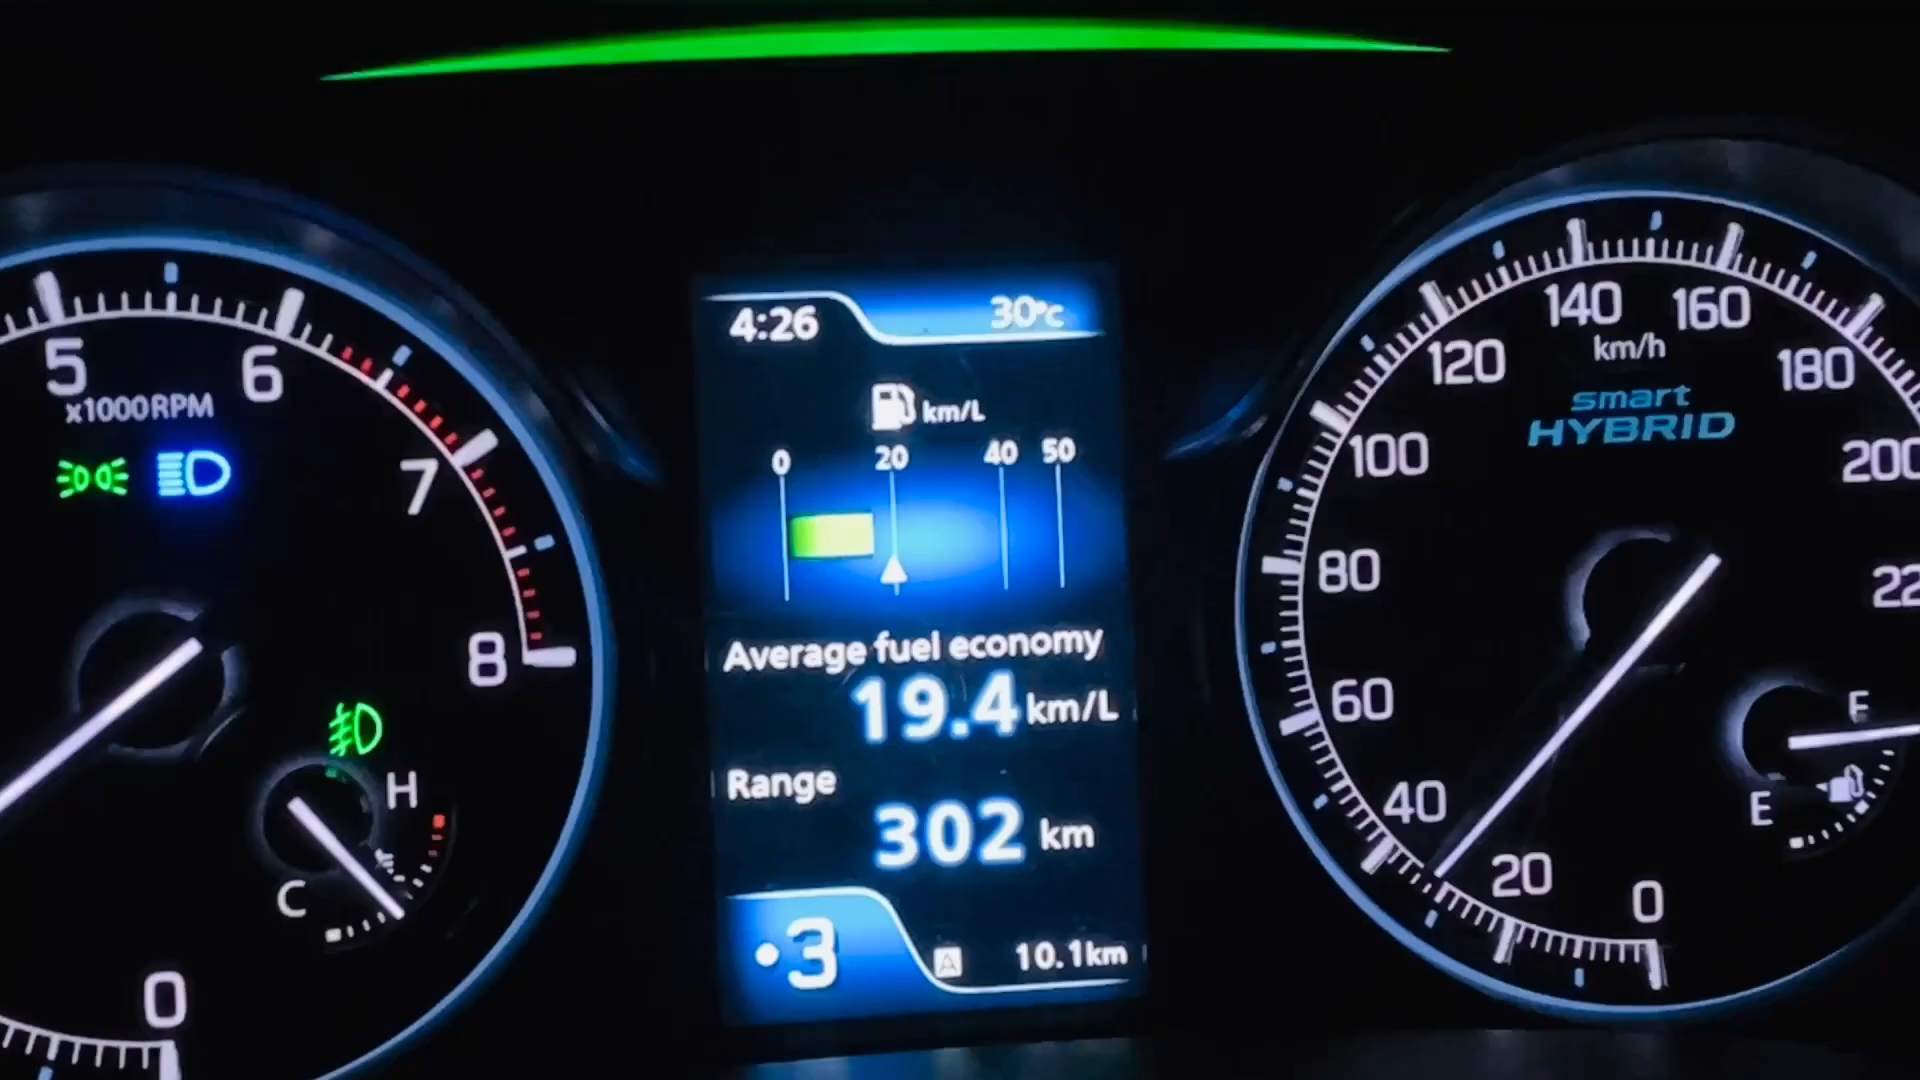 5
6
7
8
x1000RPM
H
C
0
4:26
30°C
km/L
0 20 40 50
Average fuel economy
19.4 km/L
Range
302 km
•3
A
10.1km
0
20
40
60
80
100
120
140
160
180
200
22
km/h
smart
HYBRID
F
E